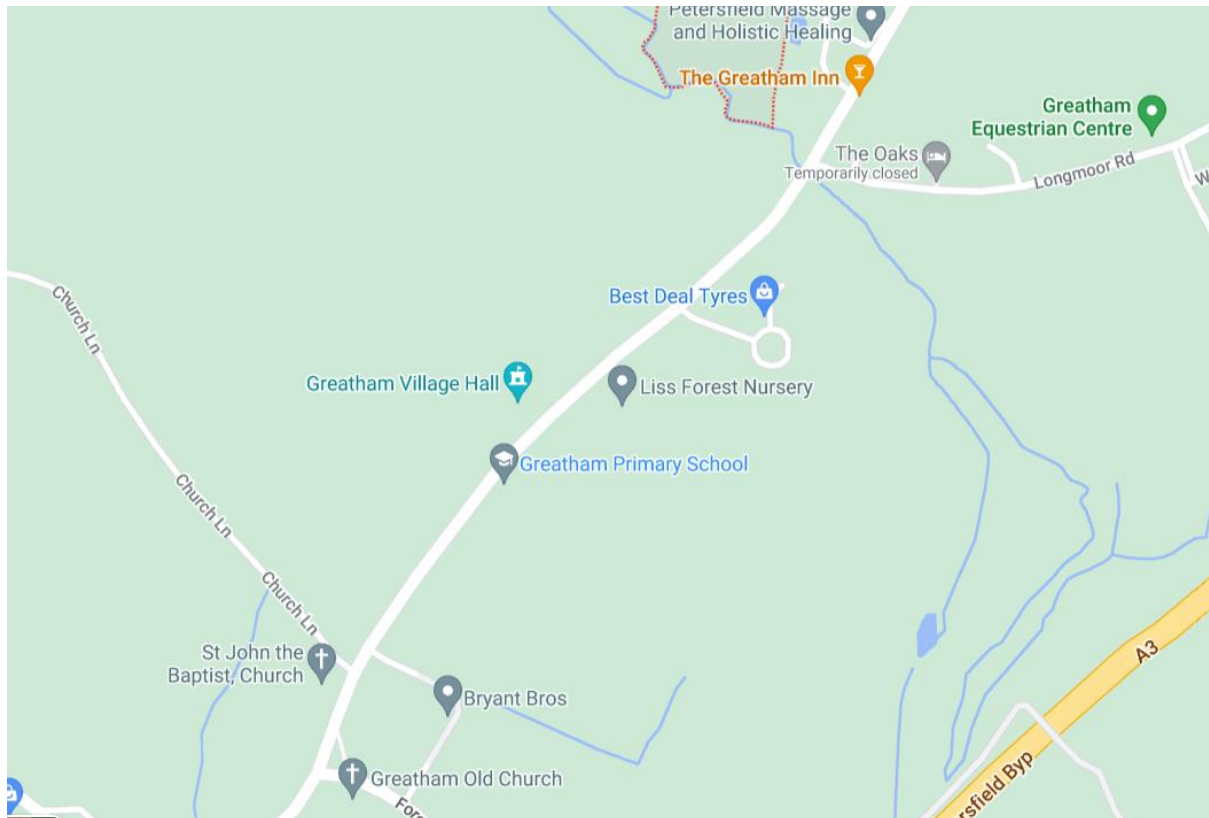 Petersfield Massage
and Holistic Healing
The Greatham Inn
Greatham
Equestrian Centre
The Oaks
Temporarily closed
Longmoor Rd
Best Deal Tyres
Church Ln
Greatham Village Hall
Liss Forest Nursery
Greatham Primary School
Church Ln
Church Ln
St John the
Baptist, Church
Bryant Bros
A3
Greatham Old Church